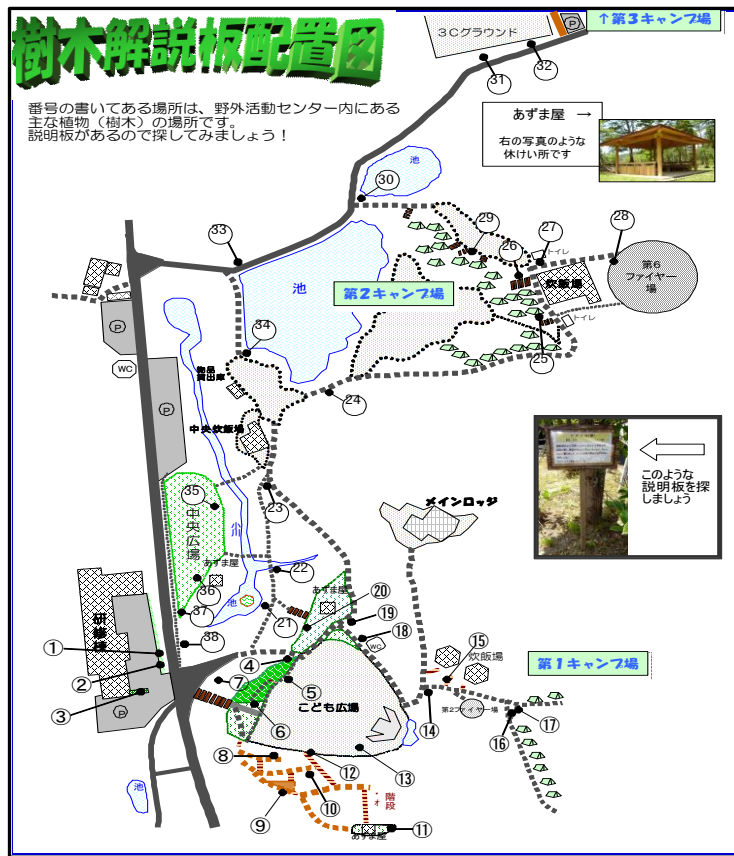 樹木解説板配置図
番号の書いてある場所は、野外活動センター内にある
主な植物（樹木）の場所です。
説明板があるので探してみましょう！
3Cグラウンド
P
↑第3キャンプ場
31
32
あずま屋　→
右の写真のような
休けい所です
池
30
33
29
27
28
26
トイレ
炊飯場
第6
ファイヤー
場
池
第2キャンプ場
トイレ
25
P
34
WC
物品
貸出庫
24
P
中央炊飯場
このような
説明板を探
しましょう
メインロッジ
23
35
中央広場
小川
あずま屋
22
36
池
あずま屋
⑳
⑲
21
37
⑱
WC
38
研修棟
①
②
③
P
④
⑦
⑤
⑥
こども広場
⑮
炊飯場
第1キャンプ場
⑭
第2ファイヤー場
⑯
⑰
⑧
⑫
⑬
⑩
⑨
階段
池
あずま屋
⑪